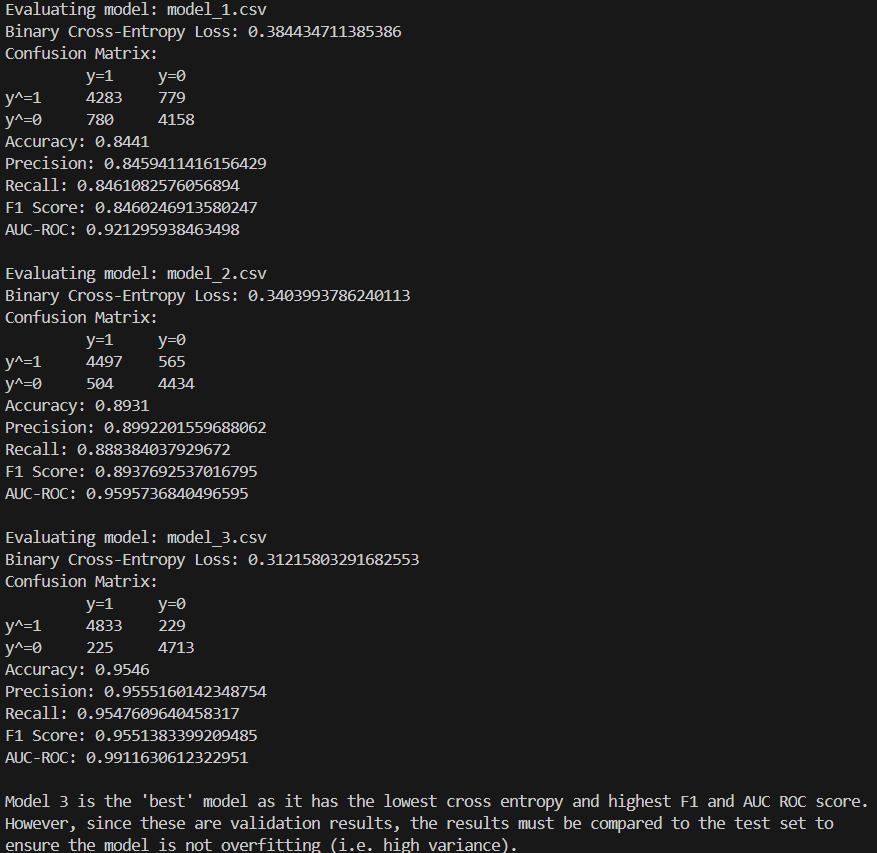 Evaluating model: model_1.csv
Binary Cross-Entropy Loss: 0.384434711385386
Confusion Matrix:
y=1 y=0
y^=1 4283 779
y^=0 780 4158
Accuracy: 0.8441
Precision: 0.8459411416156429
Recall: 0.8461082576056894
F1 Score: 0.8460246913580247
AUC-ROC: 0.921295938463498
Evaluating model: model_2.csv
Binary Cross-Entropy Loss: 0.3403993786240113
Confusion Matrix:
y=1 y=0
y^=1 4497 565
y^=0 504 4434
Accuracy: 0.8931
Precision: 0.8992201559688062
Recall: 0.888384037929672
F1 Score: 0.8937692537016795
AUC-ROC: 0.9595736840496595
Evaluating model: model_3.csv
Binary Cross-Entropy Loss: 0.31215803291682553
Confusion Matrix:
y=1 y=0
y^=1 4833 229
y^=0 225 4713
Accuracy: 0.9546
Precision: 0.9555160142348754
Recall: 0.9547609640458317
F1 Score: 0.9551383399209485
AUC-ROC: 0.9911630612322951
Model 3 is the 'best' model as it has the lowest cross entropy and highest F1 and AUC ROC score.
However, since these are validation results, the results must be compared to the test set to
ensure the model is not overfitting (i.e. high variance).